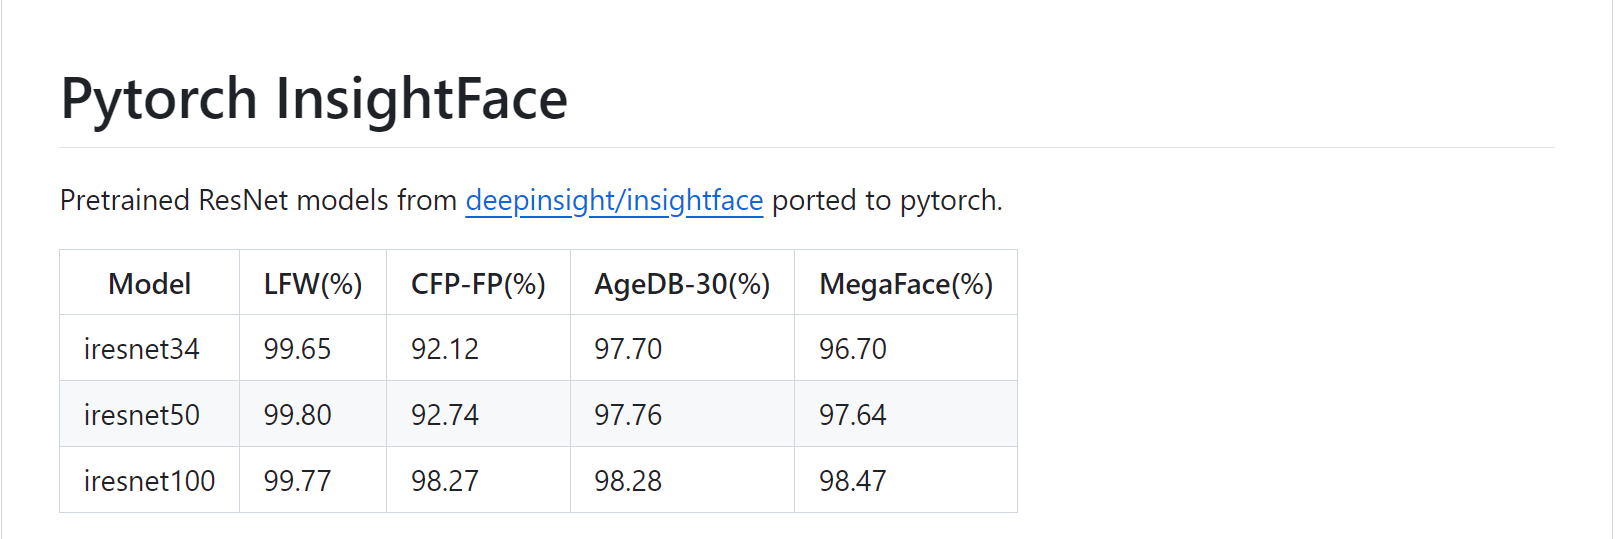 Pytorch InsightFace
Pretrained ResNet models from deepinsight/insightface ported to pytorch.
Model LFW(%) CFP-FP(%) AgeDB-30(%) MegaFace(%)
iresnet34 99.65 92.12 97.70 96.70
iresnet50 99.80 92.74 97.76 97.64
iresnet100 99.77 98.27 98.28 98.47